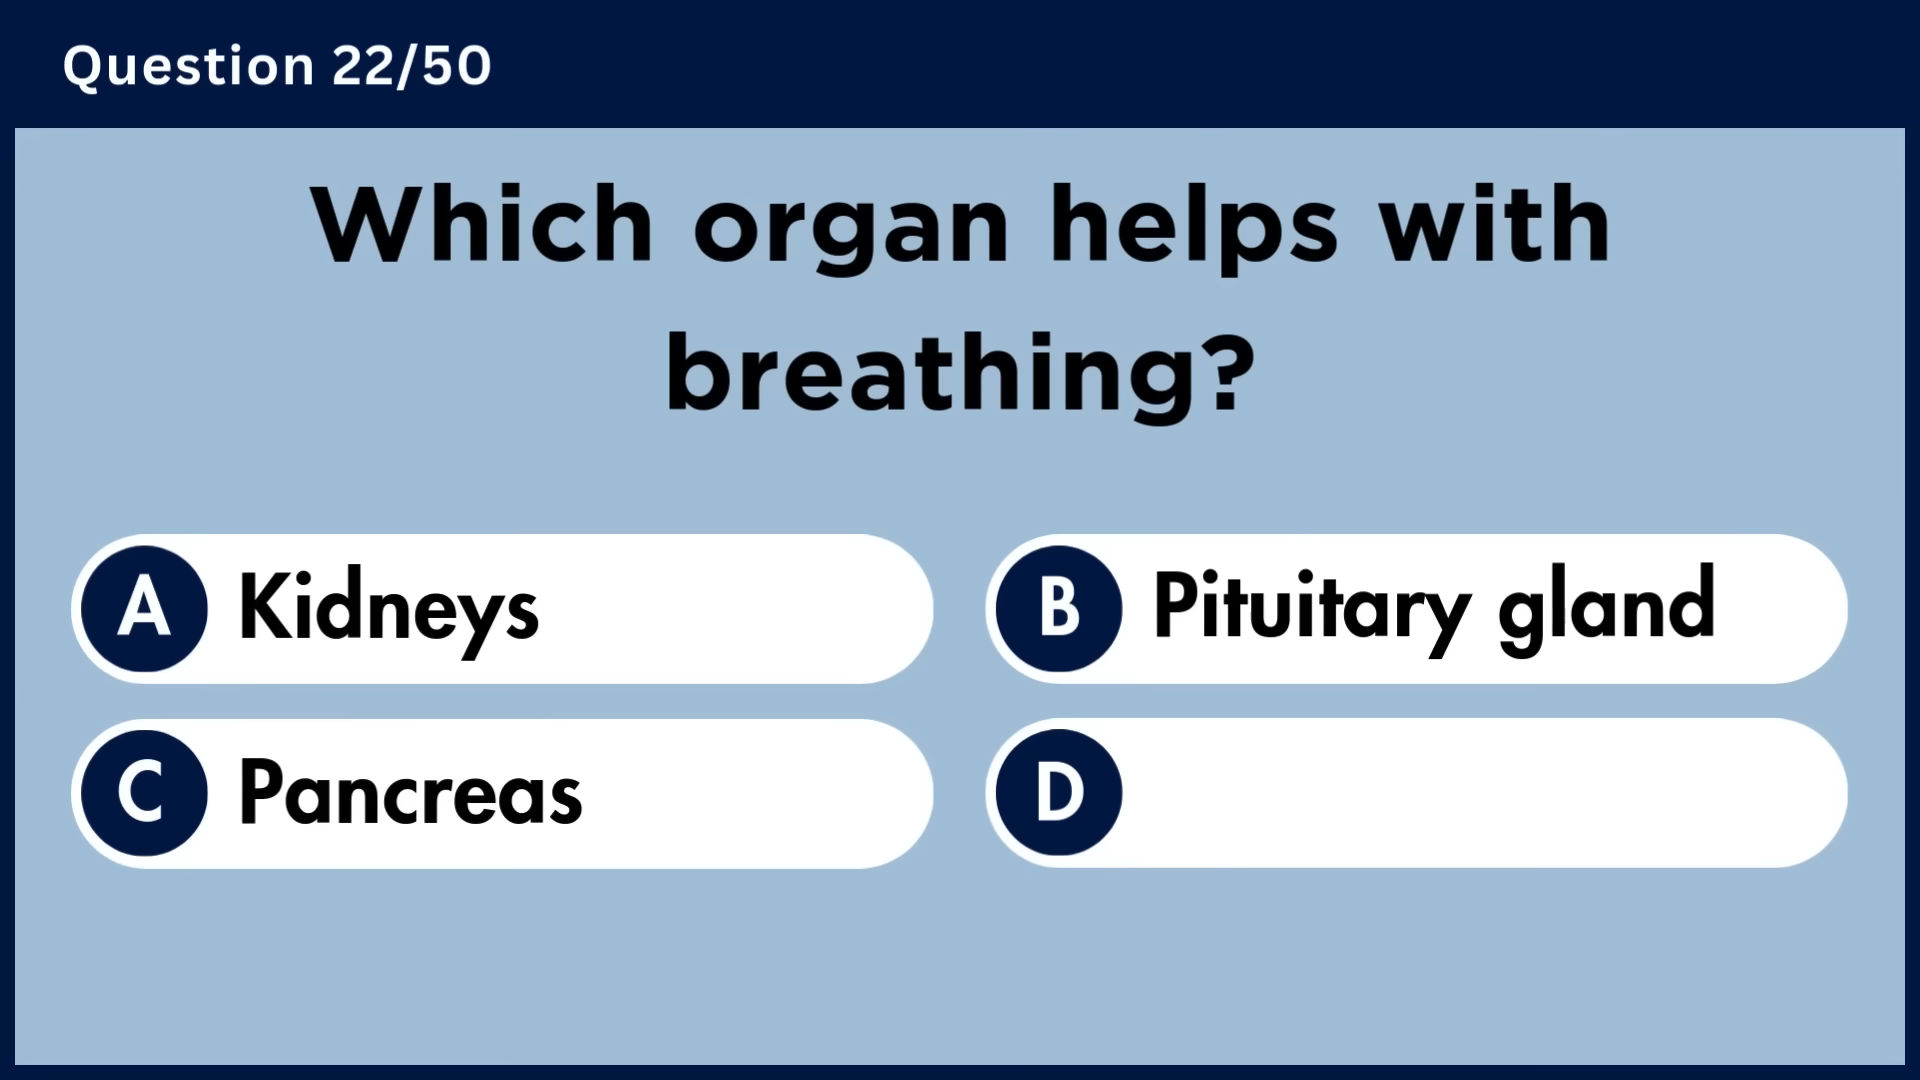 Question 22/50
Which organ helps with
breathing?
A Kidneys
B Pituitary gland
C Pancreas
D